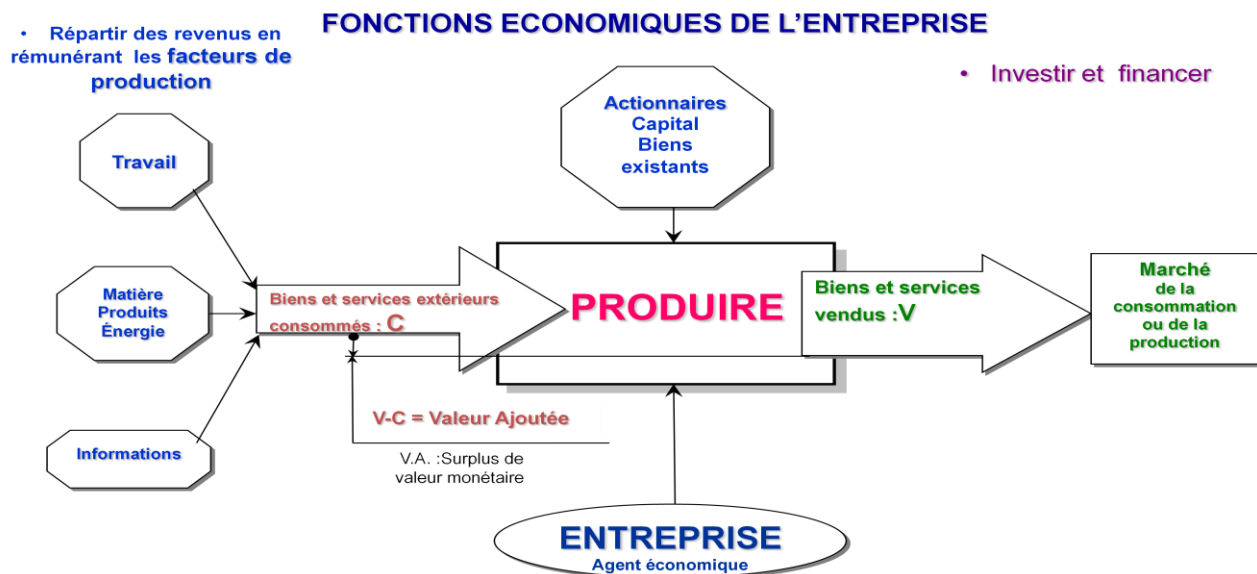 FONCTIONS ECONOMIQUES DE L'ENTREPRISE
• Répartir des revenus en
rémunérant les facteurs de
production
• Investir et financer
Actionnaires
Capital
Biens
existants
Travail
Matière
Produits
Énergie
Informations
Biens et services extérieurs
consommés : C
PRODUIRE
Biens et services
vendus :V
Marché
de la
consommation
ou de la
production
V-C = Valeur Ajoutée
V.A. :Surplus de
valeur monétaire
ENTREPRISE
Agent économique